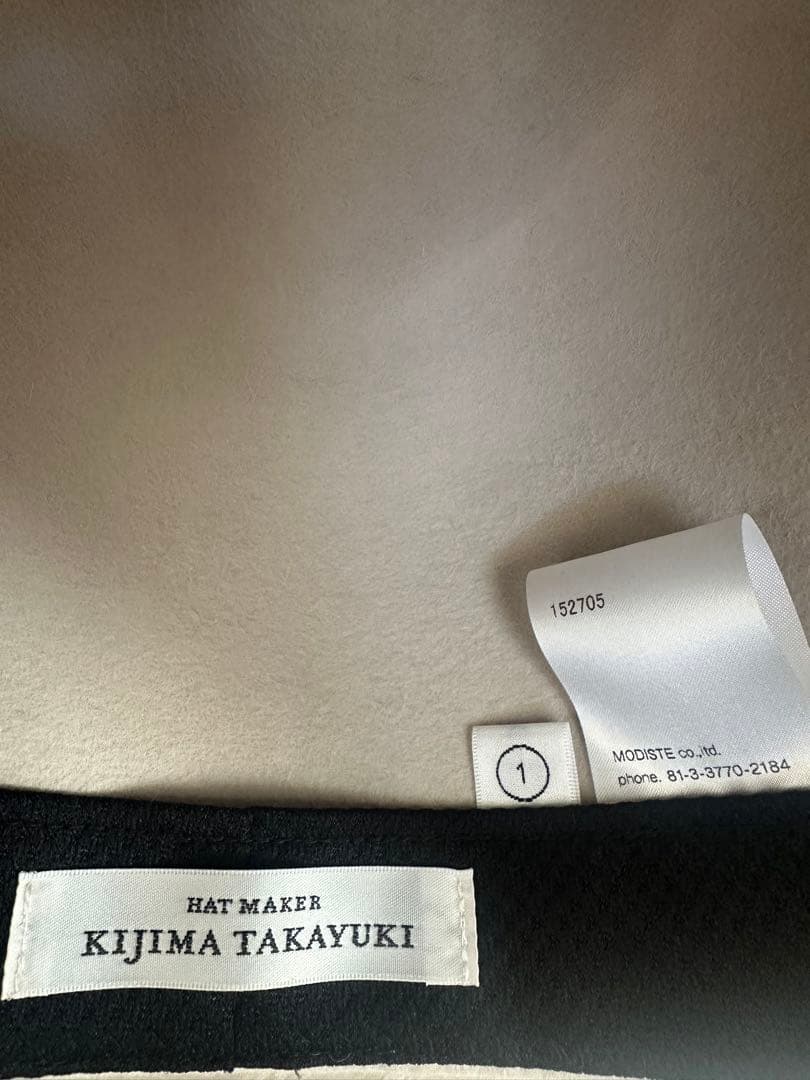 152705
MODISTE co.,ltd.
phone. 81-3-3770-2184
1
HAT MAKER
KIJIMA TAKAYUKI